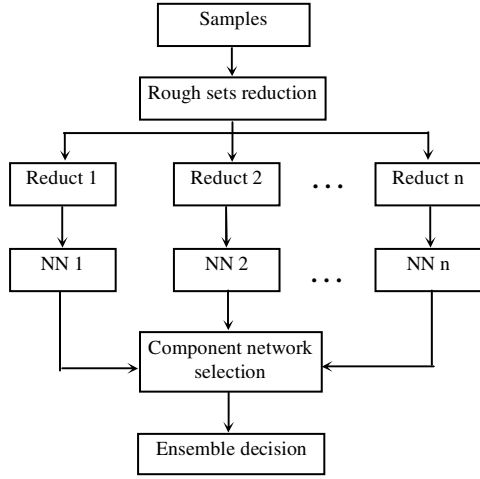 Samples
Rough sets reduction
Reduct 1
Reduct 2
...
Reduct n
NN 1
NN 2
...
NN n
Component network
selection
Ensemble decision